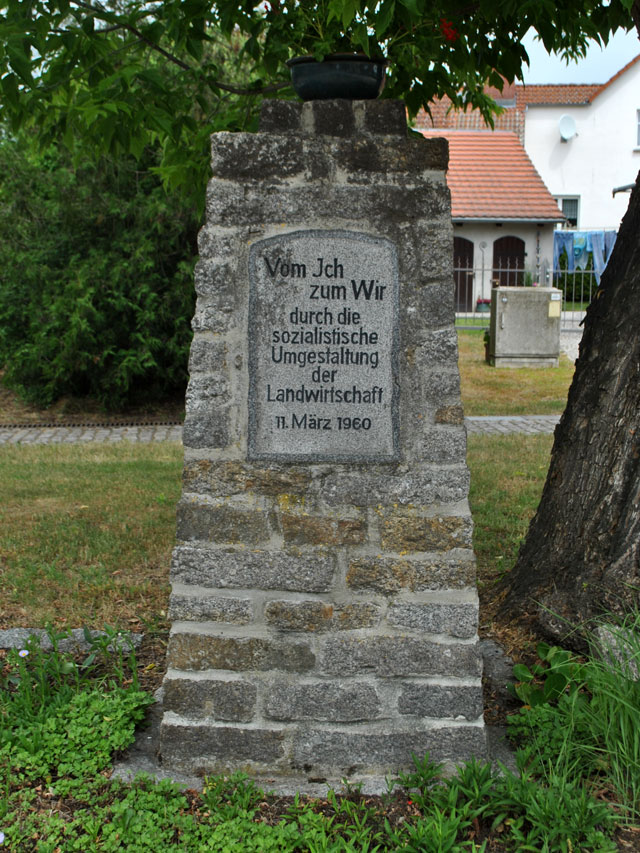 Vom Jch
zum Wir
durch die
sozialistische
Umgestaltung
der
Landwirtschaft
11. März 1960